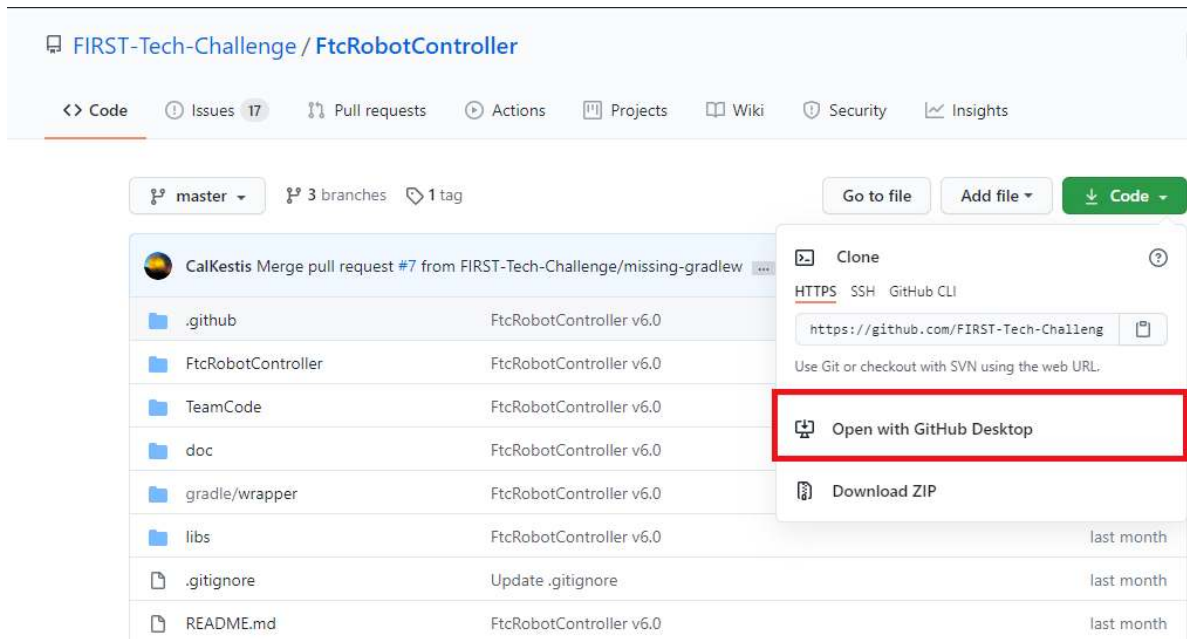 FIRST-Tech-Challenge / FtcRobotController
<> Code Issues 17 Pull requests Actions Projects Wiki Security Insights
master 3 branches 1 tag Go to file Add file Code
CalKestis Merge pull request #7 from FIRST-Tech-Challenge/missing-gradlew ...
Clone
HTTPS SSH GitHub CLI
https://github.com/FIRST-Tech-Challeng
Use Git or checkout with SVN using the web URL.
Open with GitHub Desktop
Download ZIP
.github FtcRobotController v6.0
FtcRobotController FtcRobotController v6.0
TeamCode FtcRobotController v6.0
doc FtcRobotController v6.0
gradle/wrapper FtcRobotController v6.0
libs FtcRobotController v6.0 last month
.gitignore Update .gitignore last month
README.md FtcRobotController v6.0 last month